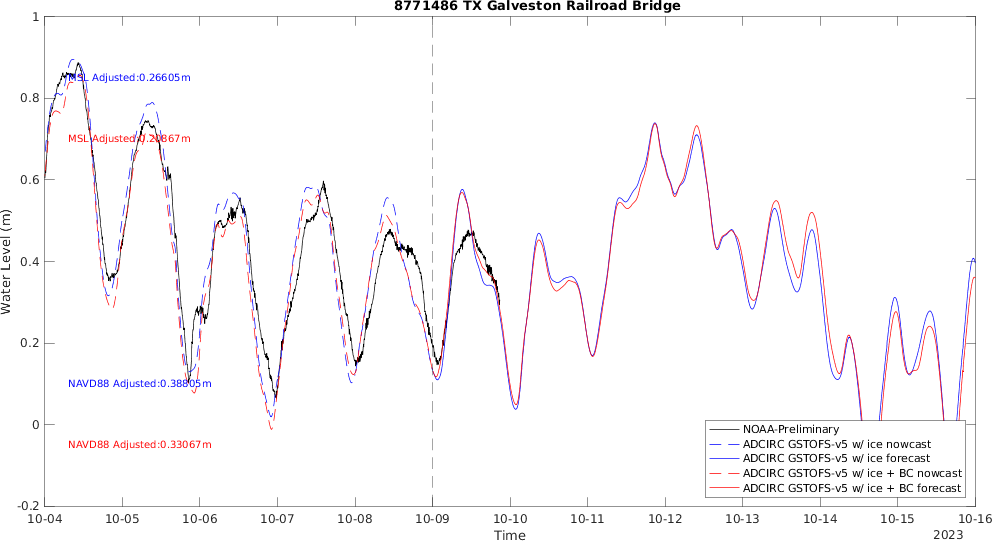 8771486 TX Galveston Railroad Bridge
1
0.8
0.6
0.4
0.2
0
-0.2
Water Level (m)
MSL Adjusted:0.26605m
MSL Adjusted:0.20867m
NAVD88 Adjusted:0.38805m
NAVD88 Adjusted:0.33067m
NOAA-Preliminary
ADCIRC GSTOFS-v5 w/ ice nowcast
ADCIRC GSTOFS-v5 w/ ice forecast
ADCIRC GSTOFS-v5 w/ ice + BC nowcast
ADCIRC GSTOFS-v5 w/ ice + BC forecast
10-04 10-05 10-06 10-07 10-08 10-09 10-10 10-11 10-12 10-13 10-14 10-15 10-16
Time
2023